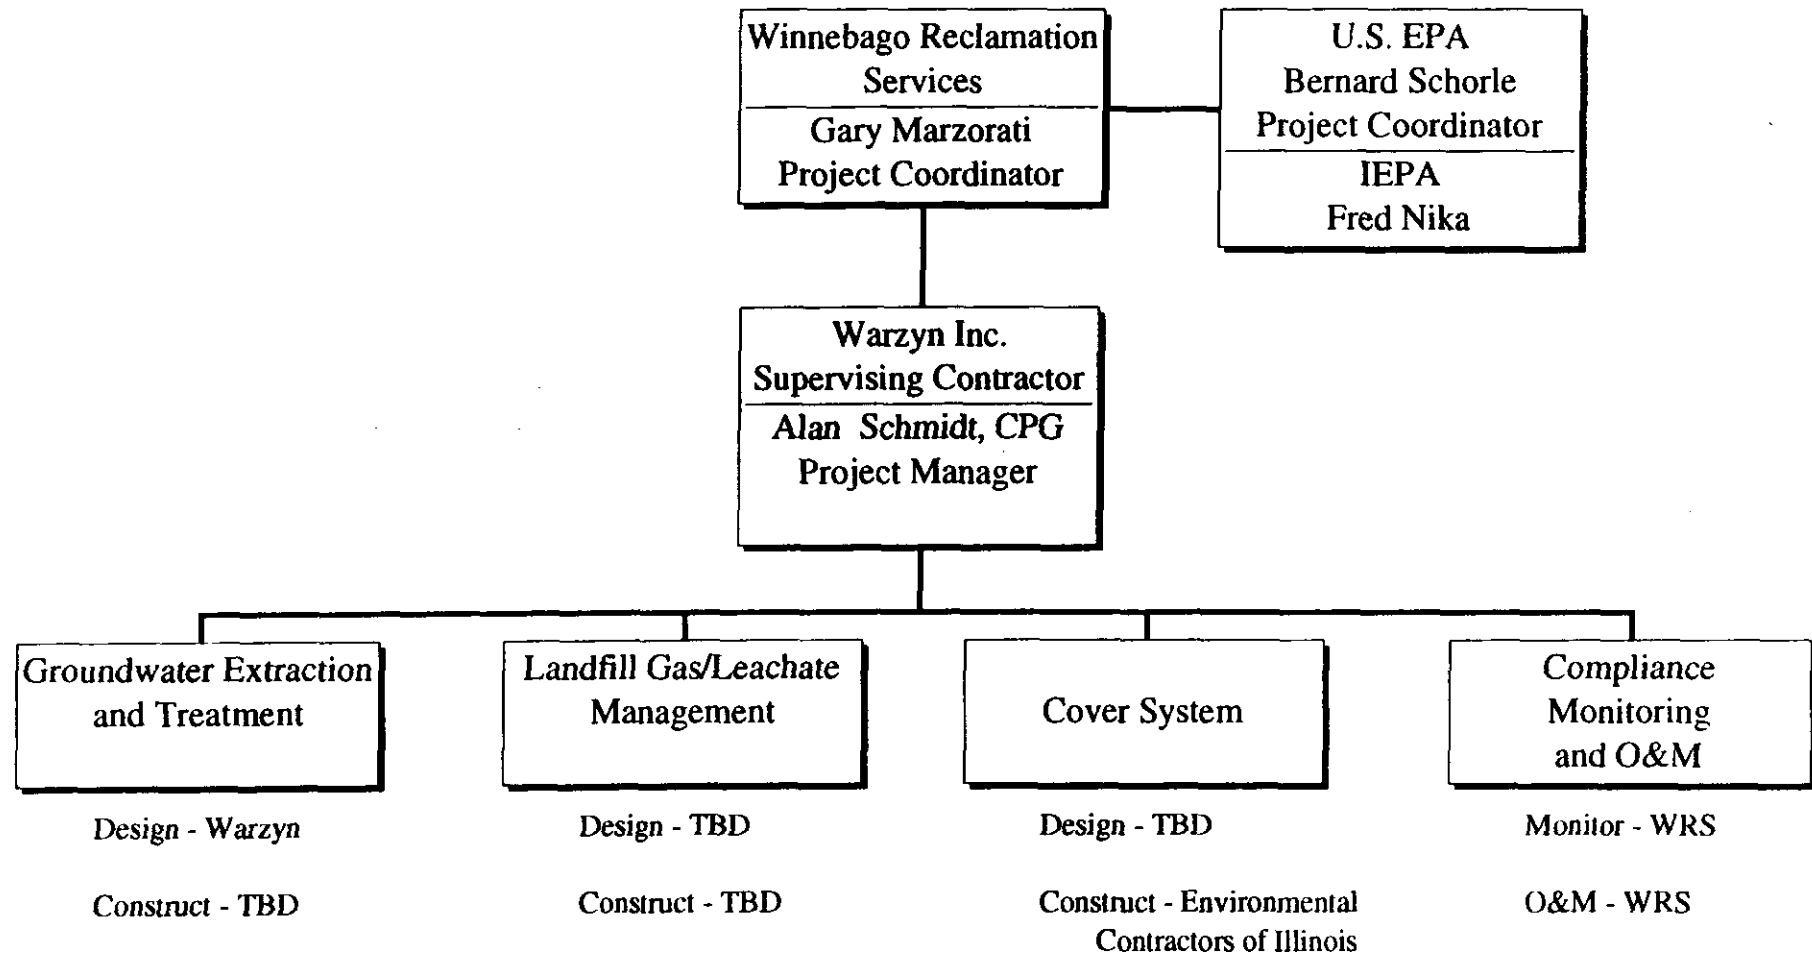 Winnebago Reclamation
Services
Gary Marzorati
Project Coordinator
U.S. EPA
Bernard Schorle
Project Coordinator
IEPA
Fred Nika
Warzyn Inc.
Supervising Contractor
Alan Schmidt, CPG
Project Manager
Groundwater Extraction
and Treatment
Design - Warzyn
Construct - TBD
Landfill Gas/Leachate
Management
Design - TBD
Construct - TBD
Cover System
Design - TBD
Construct - Environmental
Contractors of Illinois
Compliance
Monitoring
and O&M
Monitor - WRS
O&M - WRS